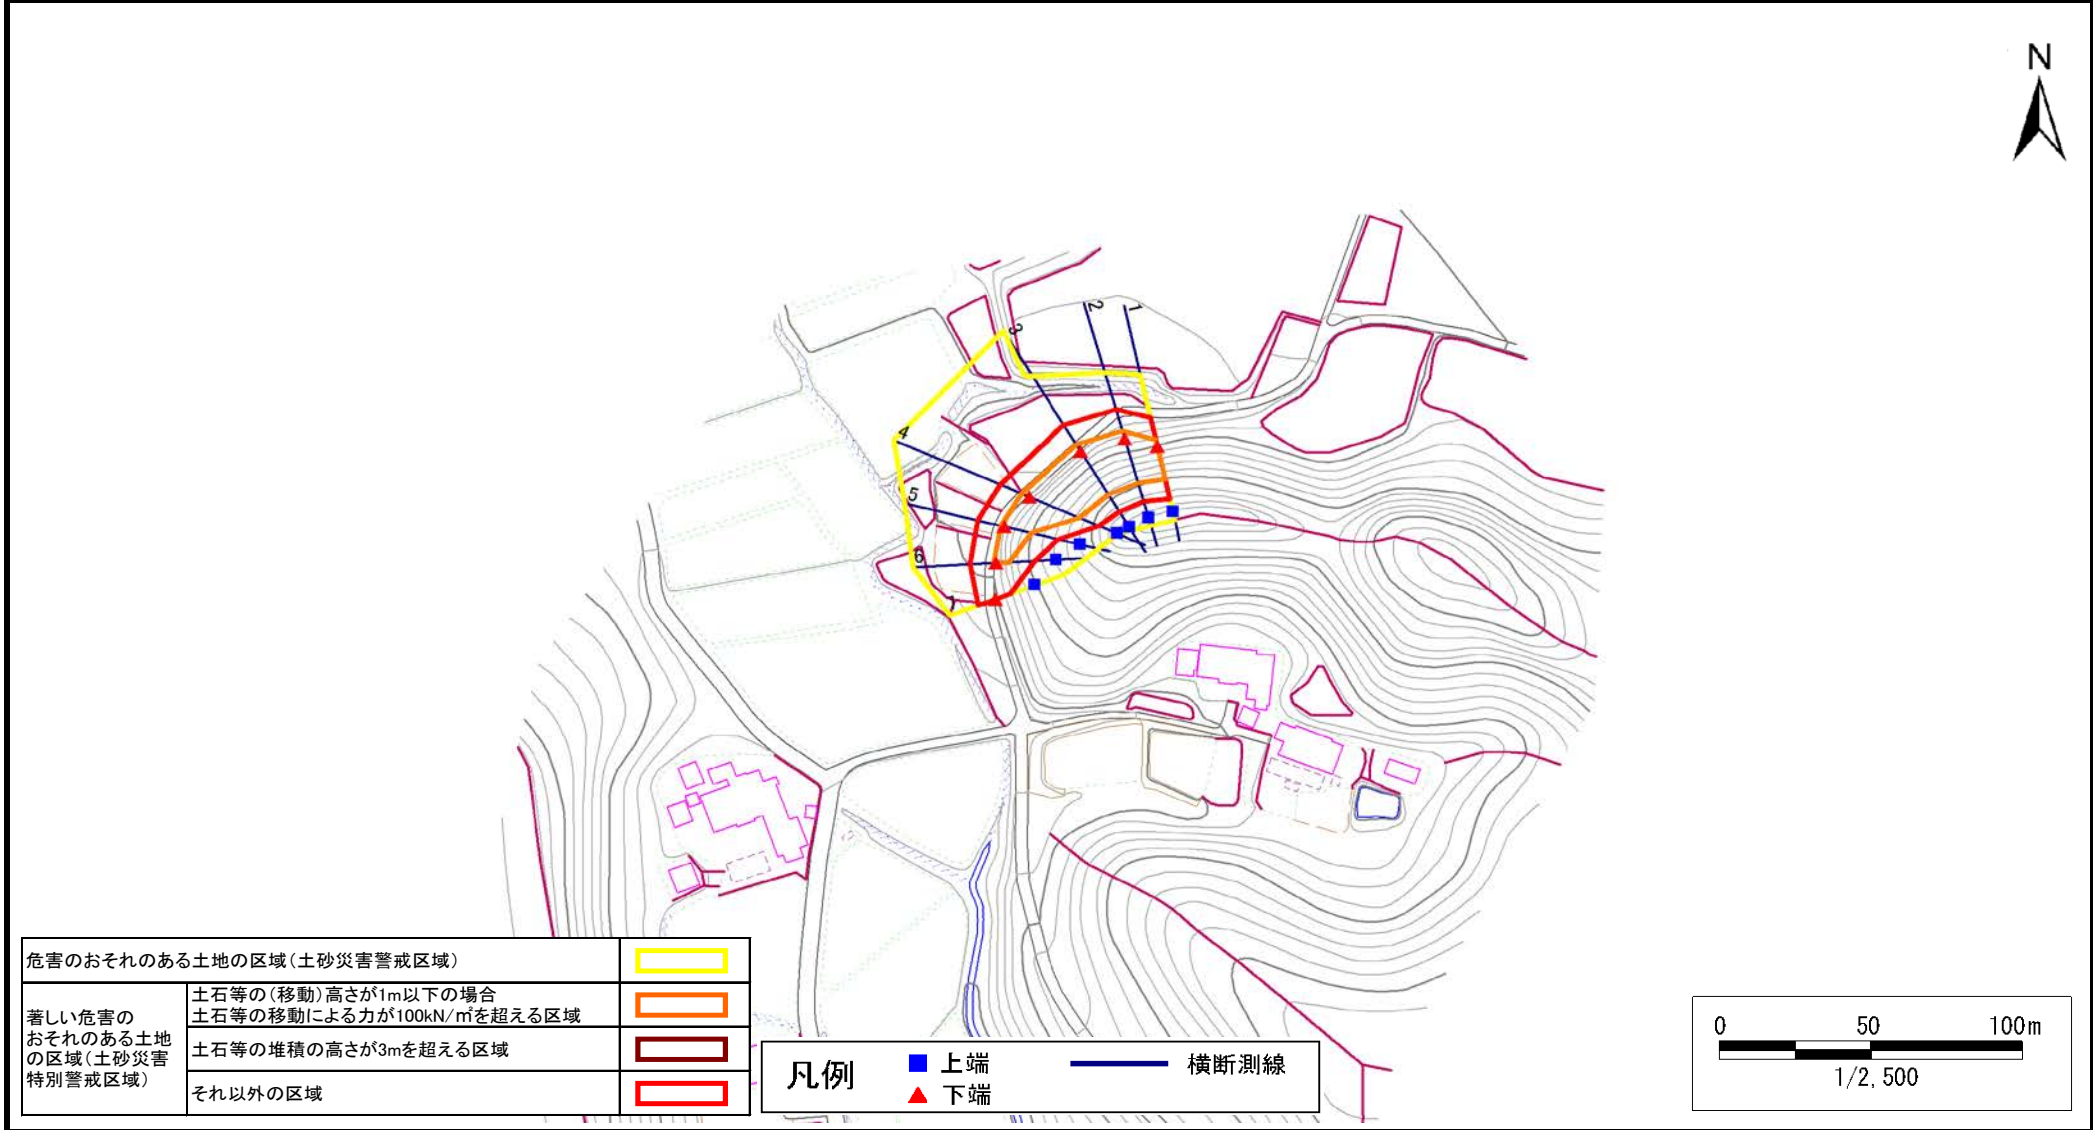 N
1
2
3
4
5
6
危害のおそれのある土地の区域(土砂災害警戒区域)
著しい危害の
おそれのある土地
の区域(土砂災害
特別警戒区域)
土石等の(移動)高さが1m以下の場合
土石等の移動による力が100kN/㎡を超える区域
土石等の堆積の高さが3mを超える区域
それ以外の区域
凡例
上端
下端
横断測線
0 50 100m
1/2,500